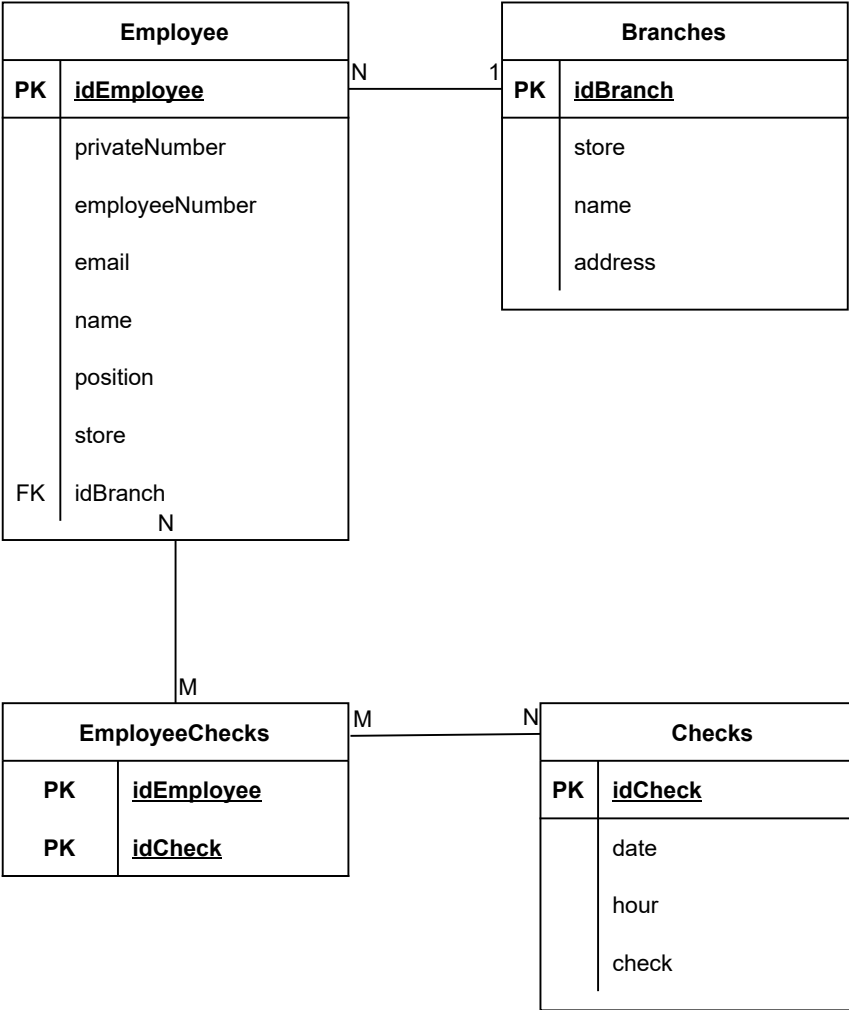 Employee
PK idEmployee
privateNumber
employeeNumber
email
name
position
store
FK idBranch
N
1
Branches
PK idBranch
store
name
address
N
M
EmployeeChecks
PK idEmployee
PK idCheck
M
N
Checks
PK idCheck
date
hour
check